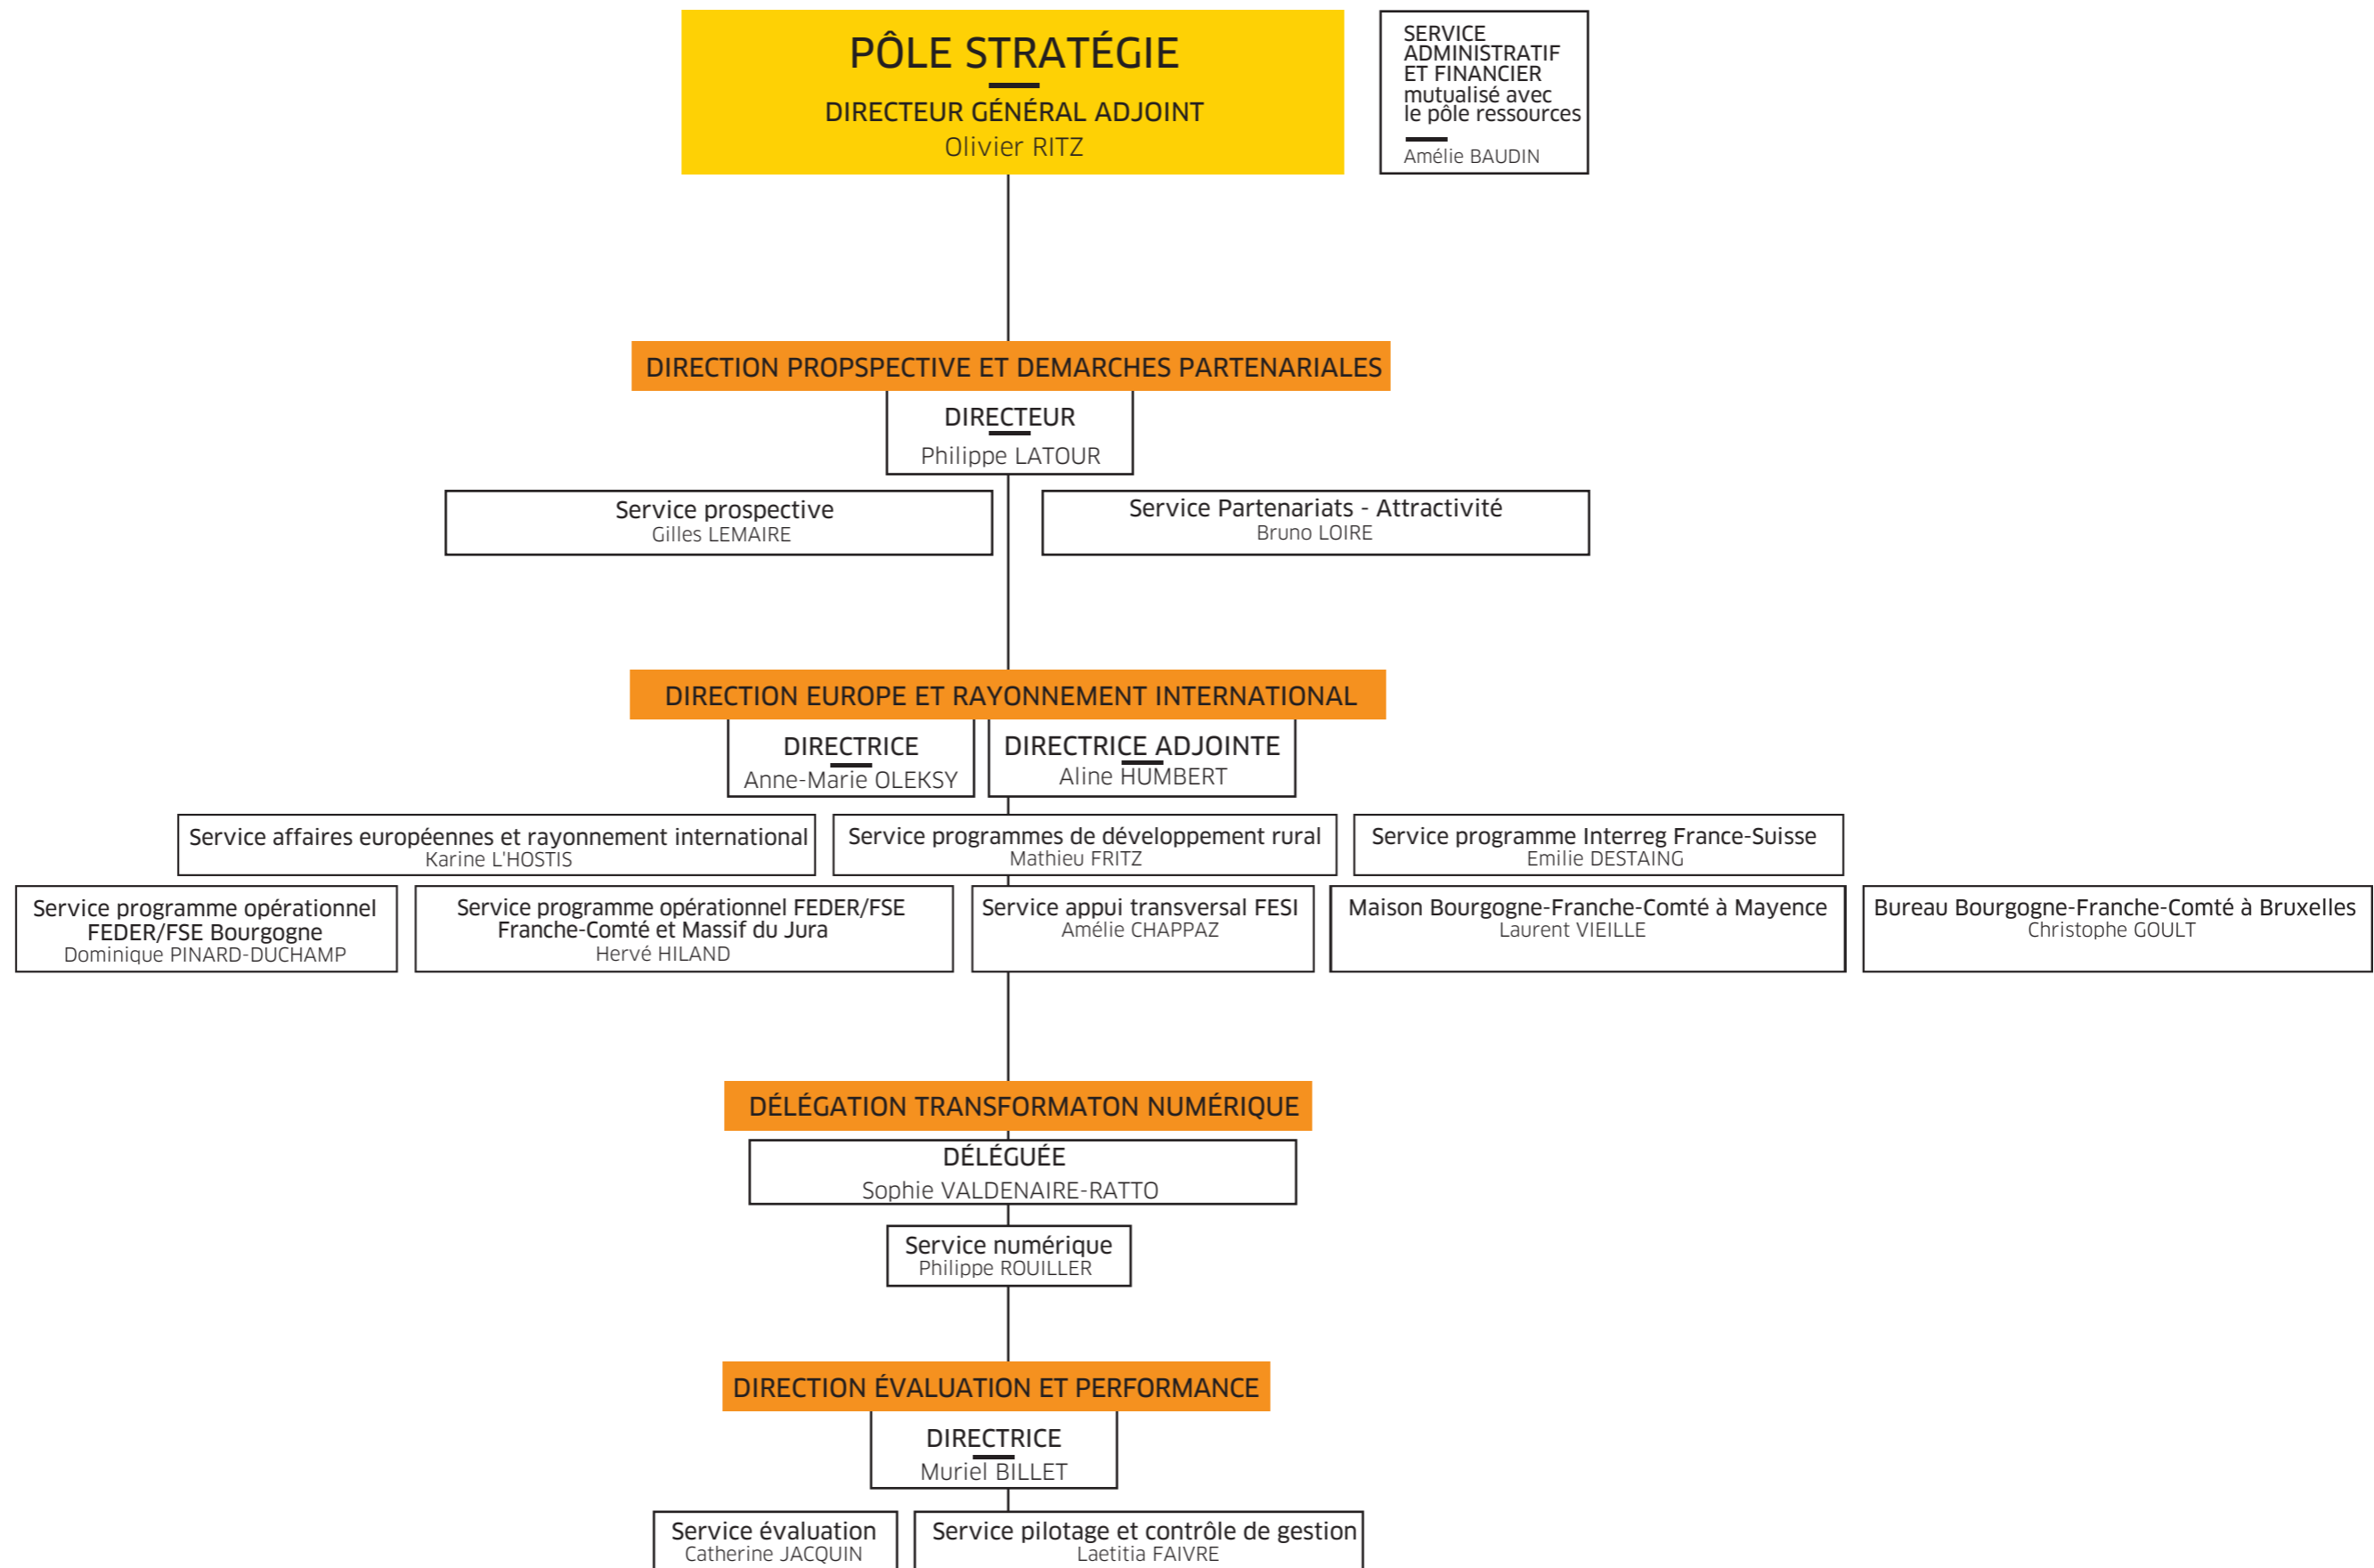 PÔLE STRATÉGIE
DIRECTEUR GÉNÉRAL ADJOINT
Olivier RITZ
SERVICE
ADMINISTRATIF
ET FINANCIER
mutualisé avec
le pôle ressources
Amélie BAUDIN
DIRECTION PROPSPECTIVE ET DEMARCHES PARTENARIALES
DIRECTEUR
Philippe LATOUR
Service prospective
Gilles LEMAIRE
Service Partenariats - Attractivité
Bruno LOIRE
DIRECTION EUROPE ET RAYONNEMENT INTERNATIONAL
DIRECTRICE
Anne-Marie OLEKSY
DIRECTRICE ADJOINTE
Aline HUMBERT
Service affaires européennes et rayonnement international
Karine L'HOSTIS
Service programmes de développement rural
Mathieu FRITZ
Service programme Interreg France-Suisse
Emilie DESTAING
Service programme opérationnel
FEDER/FSE Bourgogne
Dominique PINARD-DUCHAMP
Service programme opérationnel FEDER/FSE
Franche-Comté et Massif du Jura
Hervé HILAND
Service appui transversal FESI
Amélie CHAPPAZ
Maison Bourgogne-Franche-Comté à Mayence
Laurent VIEILLE
Bureau Bourgogne-Franche-Comté à Bruxelles
Christophe GOULT
DÉLÉGATION TRANSFORMATON NUMÉRIQUE
DÉLÉGUÉE
Sophie VALDENAIRE-RATTO
Service numérique
Philippe ROUILLER
DIRECTION ÉVALUATION ET PERFORMANCE
DIRECTRICE
Muriel BILLET
Service évaluation
Catherine JACQUIN
Service pilotage et contrôle de gestion
Laetitia FAIVRE